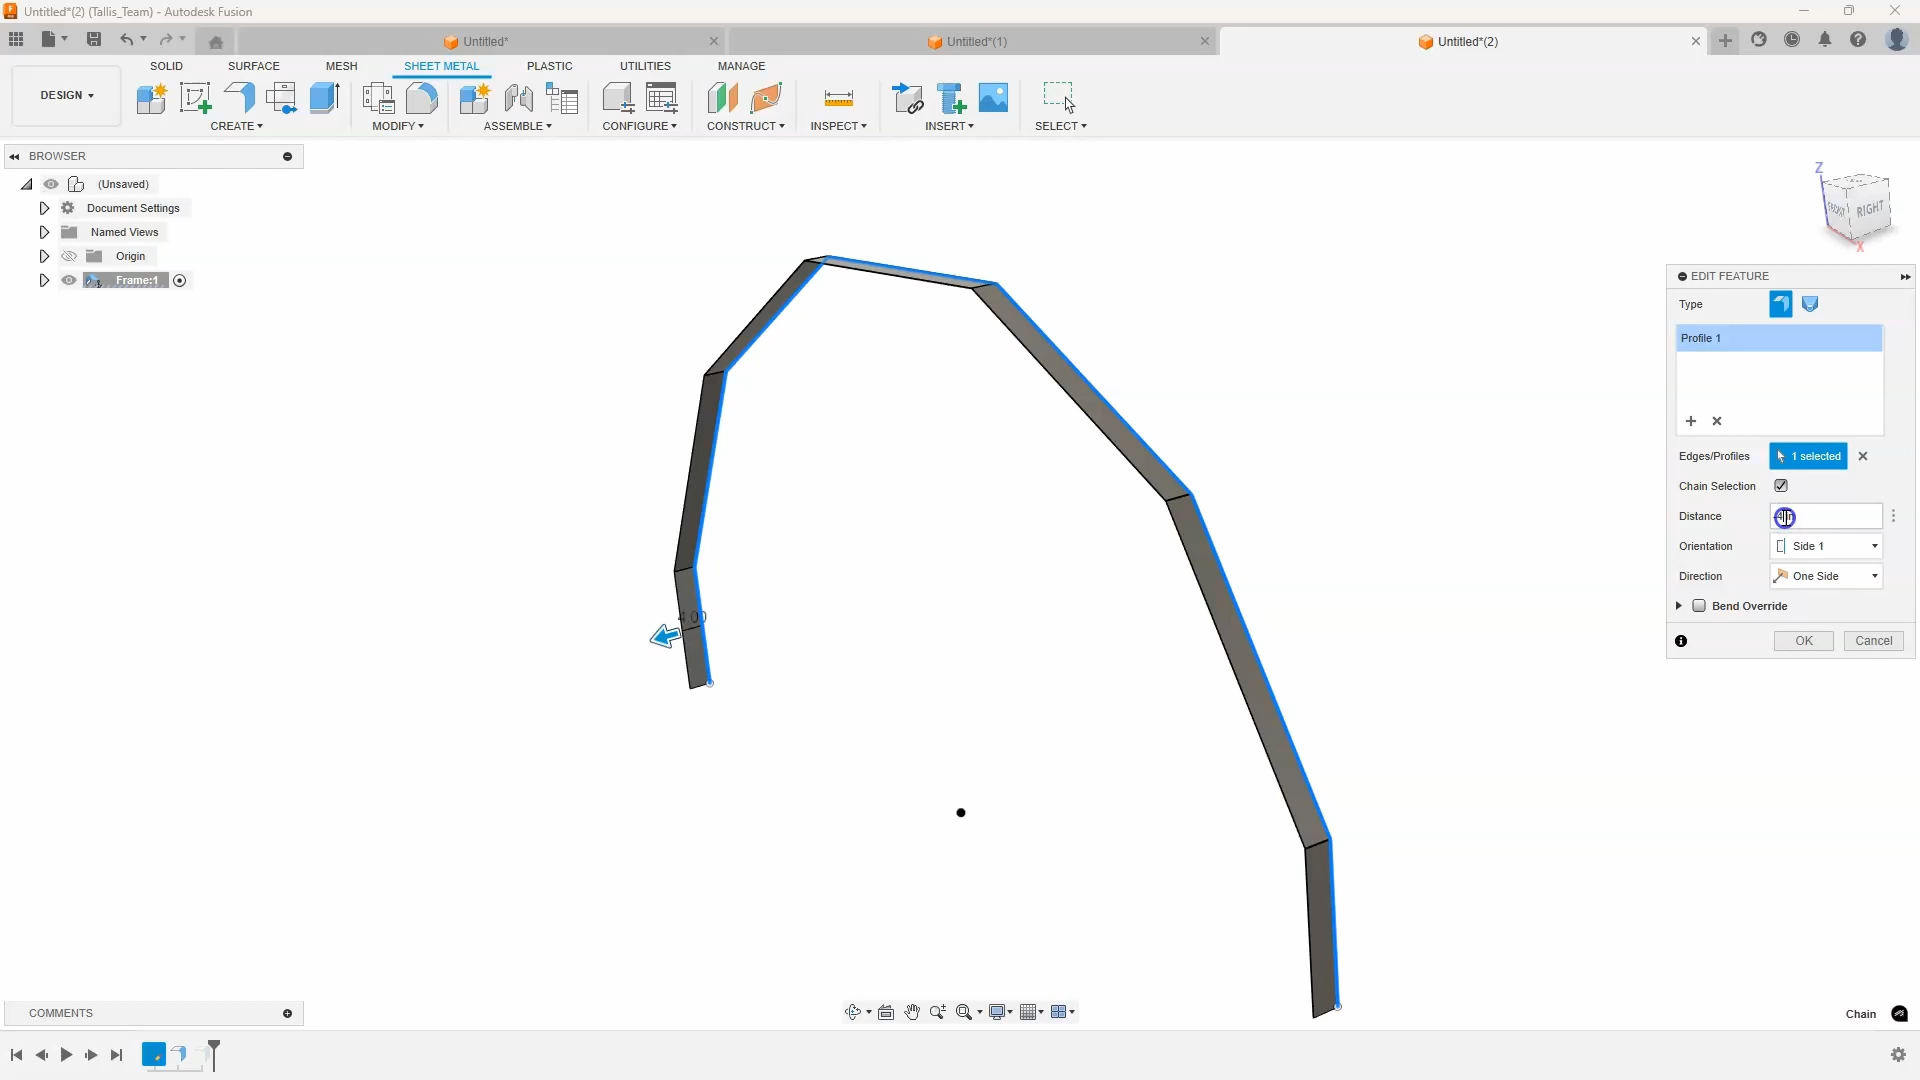 Untitled*(2) (Tallis_Team) - Autodesk Fusion
Untitled*
Untitled*(1)
Untitled*(2)
DESIGN
SOLID SURFACE MESH SHEET METAL PLASTIC UTILITIES MANAGE
CREATE MODIFY ASSEMBLE CONFIGURE CONSTRUCT INSPECT INSERT SELECT
BROWSER
(Unsaved)
Document Settings
Named Views
Origin
Frame:1
Z
RIGHT
X
EDIT FEATURE
Type
Profile 1
Edges/Profiles 1 selected
Chain Selection
Distance
Orientation Side 1
Direction One Side
Bend Override
OK Cancel
4.00
COMMENTS
Chain